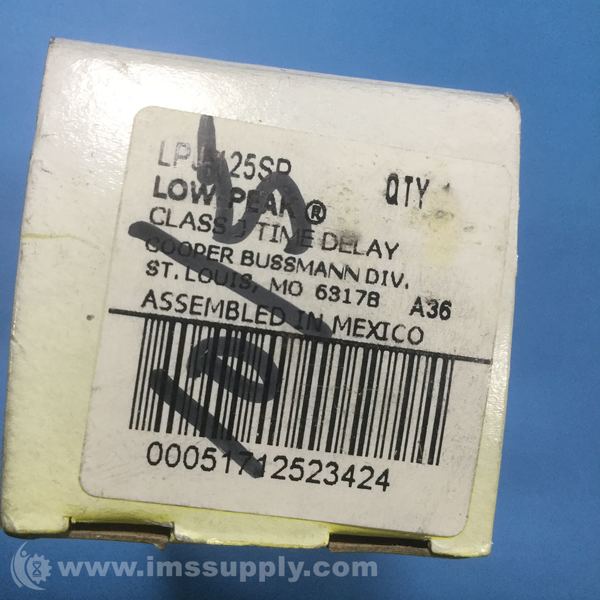 LPJ-125SP QTY 1
LOW-PEAK ®
CLASS J TIME DELAY
COOPER BUSSMANN DIV.
ST. LOUIS, MO 63178 A36
ASSEMBLED IN MEXICO
00051712523424
www.imssupply.com